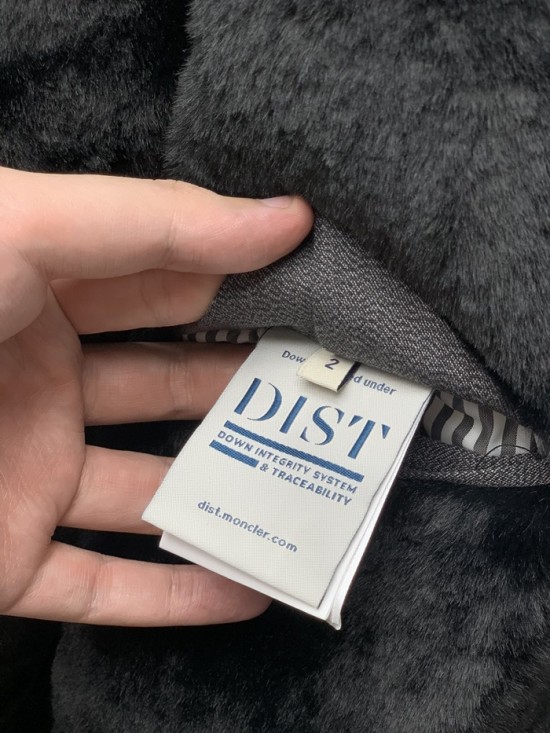 2
Dow d under
DIST
DOWN INTEGRITY SYSTEM
& TRACEABILITY
dist.moncler.com